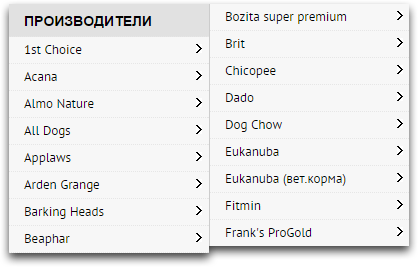 ПРОИЗВОДИТЕЛИ
1st Choice
Acana
Almo Nature
All Dogs
Applaws
Arden Grange
Barking Heads
Beaphar
Bozita super premium
Brit
Chicopee
Dado
Dog Chow
Eukanuba
Eukanuba (вет.корма)
Fitmin
Frank's ProGold